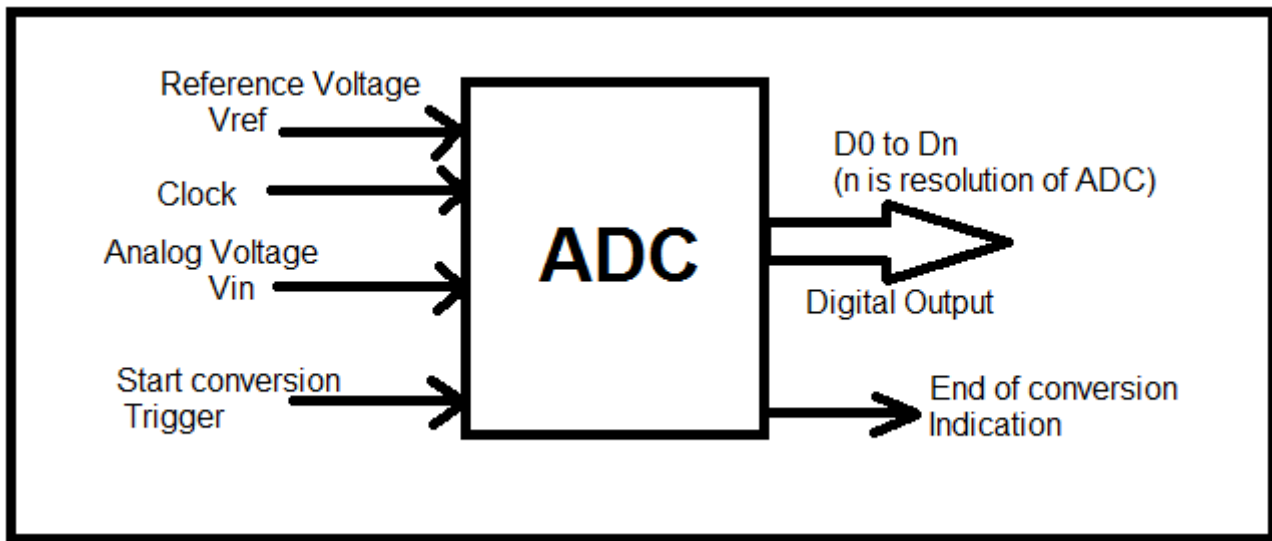 Reference Voltage
Vref
Clock
Analog Voltage
Vin
Start conversion
Trigger
ADC
D0 to Dn
(n is resolution of ADC)
Digital Output
End of conversion
Indication